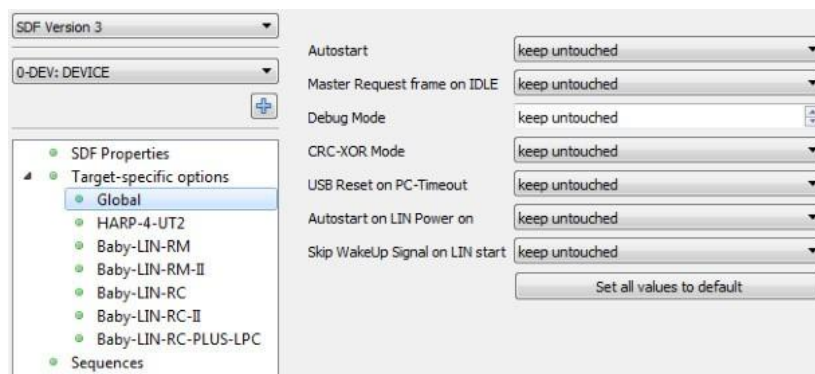 SDF Version 3
0-DEV: DEVICE
SDF Properties
Target-specific options
Global
HARP-4-UT2
Baby-LIN-RM
Baby-LIN-RM-II
Baby-LIN-RC
Baby-LIN-RC-II
Baby-LIN-RC-PLUS-LPC
Sequences
Autostart keep untouched
Master Request frame on IDLE keep untouched
Debug Mode keep untouched
CRC-XOR Mode keep untouched
USB Reset on PC-Timeout keep untouched
Autostart on LIN Power on keep untouched
Skip WakeUp Signal on LIN start keep untouched
Set all values to default